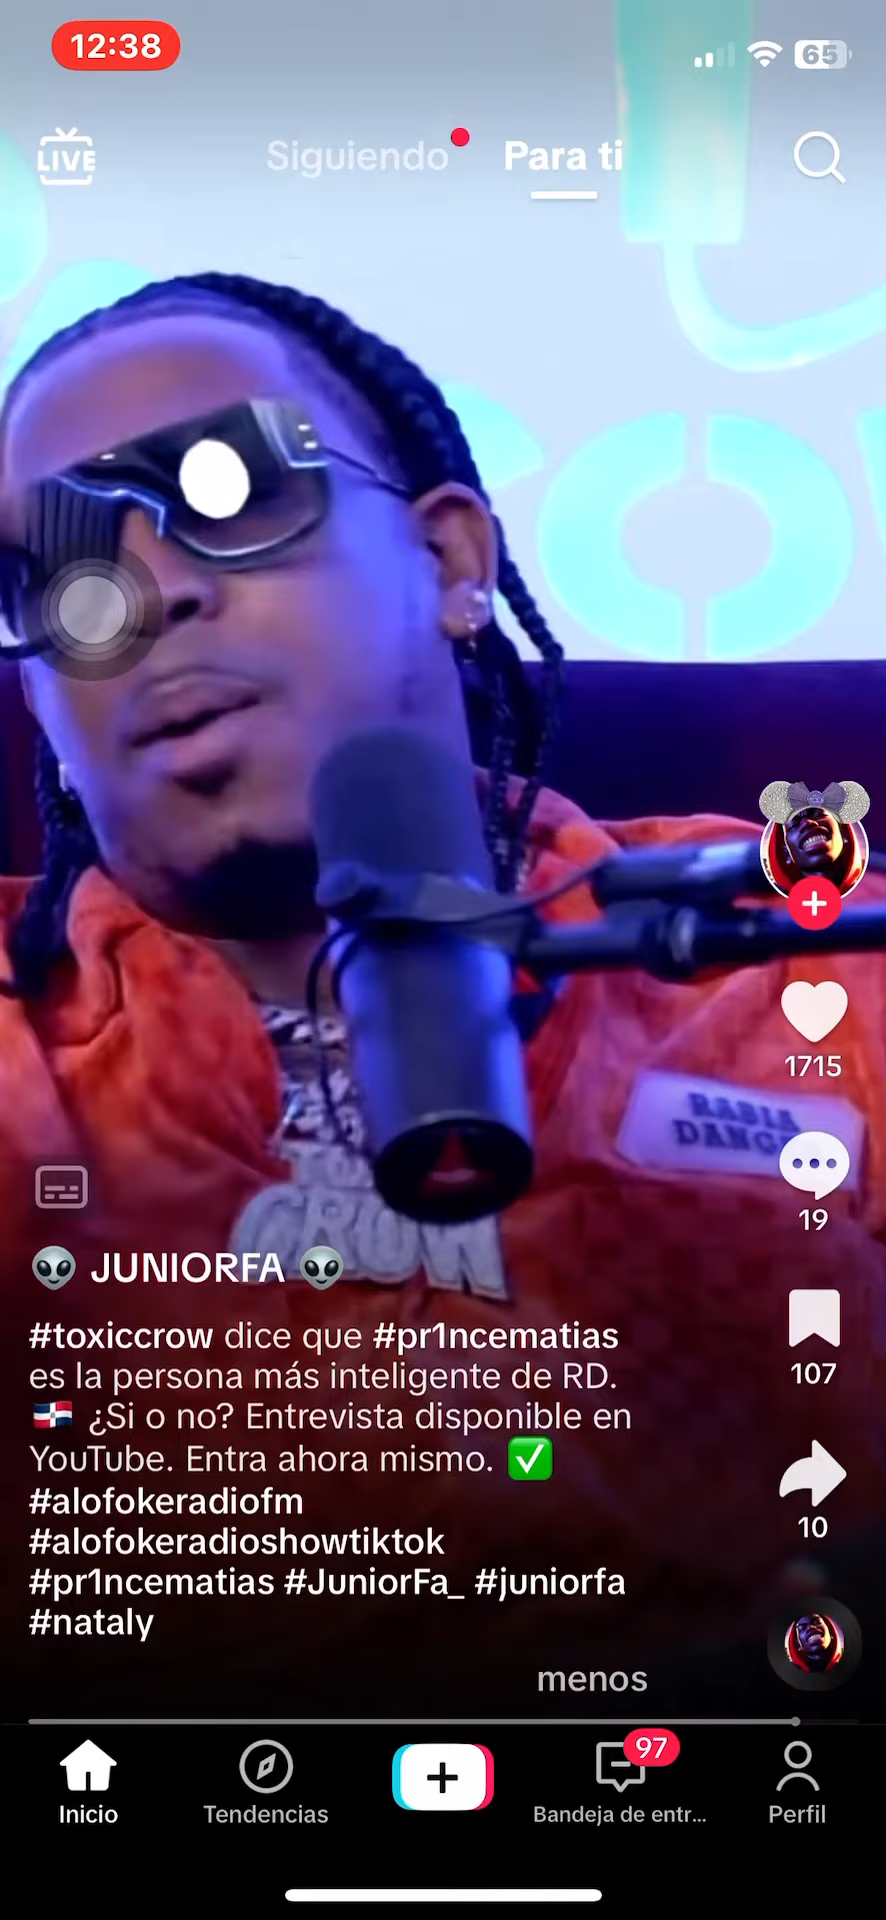 12:38
65
LIVE
Siguiendo
Para ti
RABIA
1715
19
👽 JUNIORFA 👽
#toxiccrow dice que #pr1ncematias
es la persona más inteligente de RD.
🇩🇴 ¿Si o no? Entrevista disponible en
YouTube. Entra ahora mismo. ✅
#alofokeradiofm
#alofokeradioshowtiktok
#pr1ncematias #JuniorFa_ #juniorfa
#nataly
menos
107
10
Inicio
Tendencias
97
Bandeja de entr...
Perfil